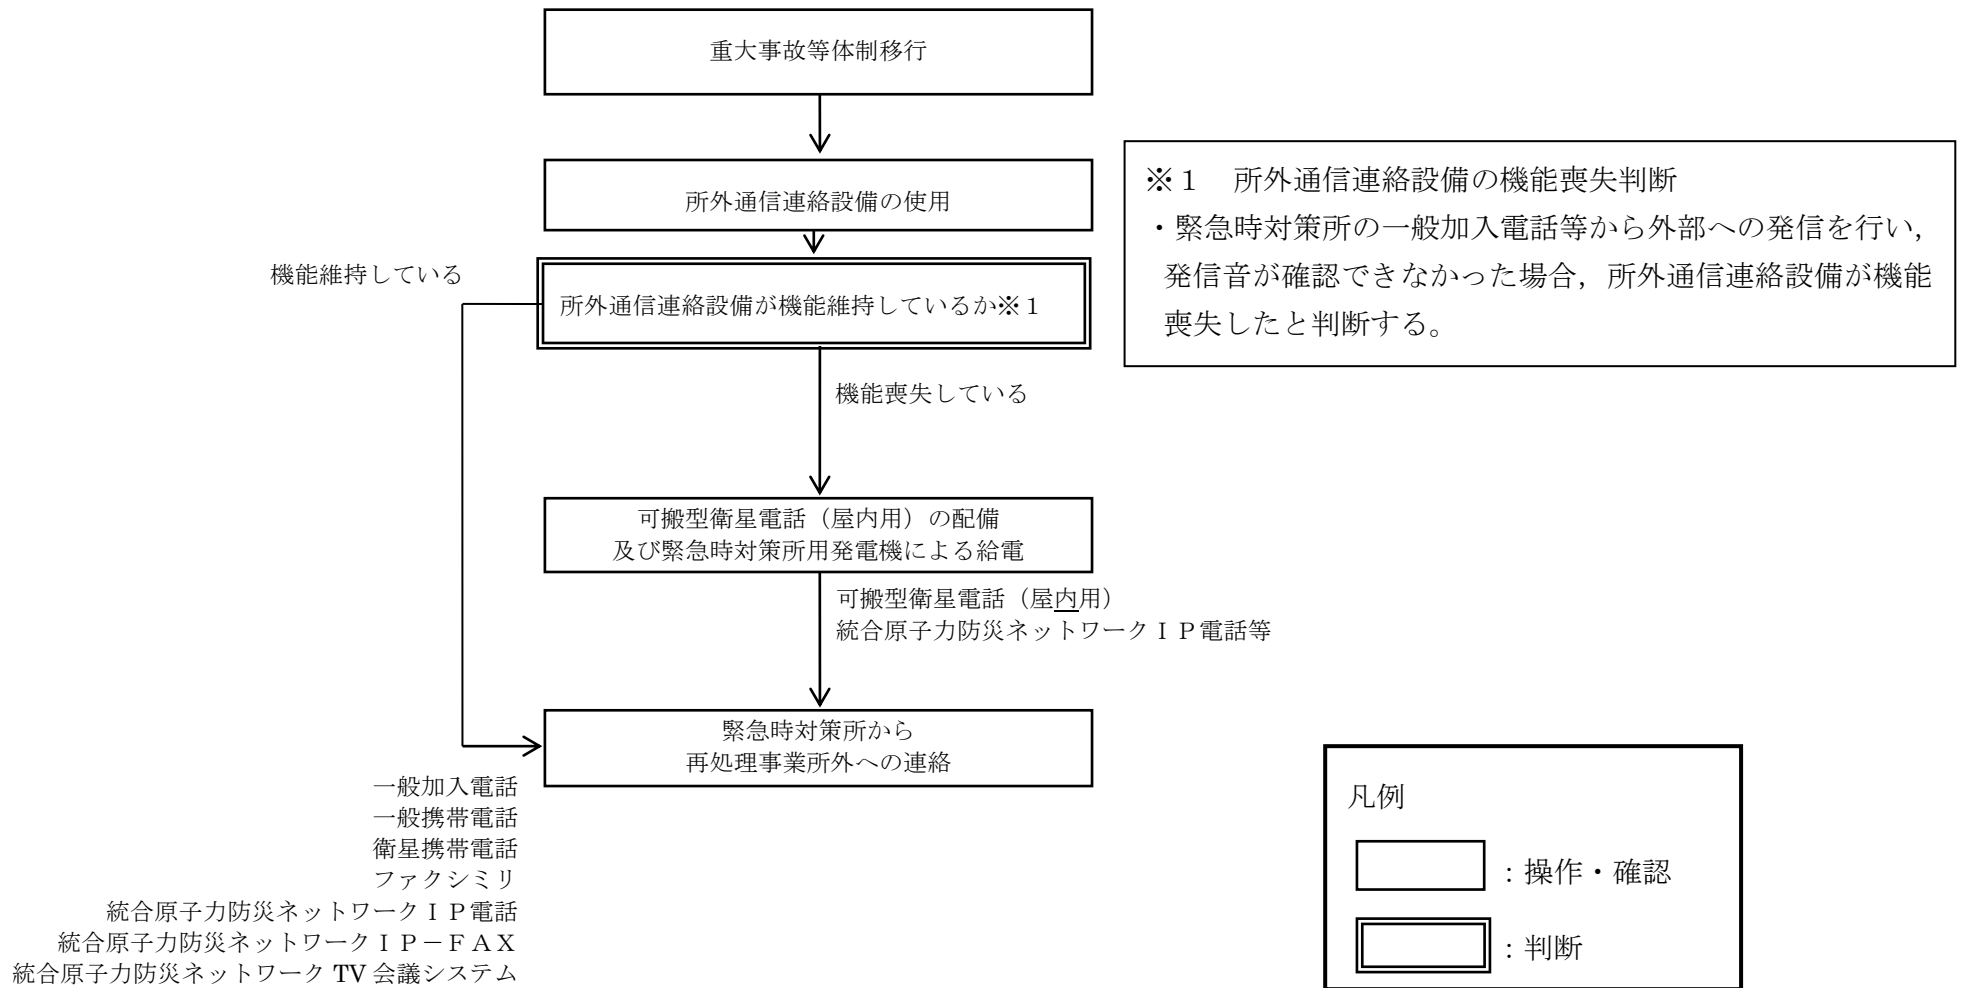 重大事故等体制移行
所外通信連絡設備の使用
機能維持している
所外通信連絡設備が機能維持しているか※１
※１　所外通信連絡設備の機能喪失判断
・緊急時対策所の一般加入電話等から外部への発信を行い，
発信音が確認できなかった場合，所外通信連絡設備が機能
喪失したと判断する。
機能喪失している
可搬型衛星電話（屋内用）の配備
及び緊急時対策所用発電機による給電
可搬型衛星電話（屋内用）
統合原子力防災ネットワークＩＰ電話等
緊急時対策所から
再処理事業所外への連絡
一般加入電話
一般携帯電話
衛星携帯電話
ファクシミリ
統合原子力防災ネットワークＩＰ電話
統合原子力防災ネットワークＩＰ－ＦＡＸ
統合原子力防災ネットワーク TV 会議システム
凡例
：操作・確認
：判断